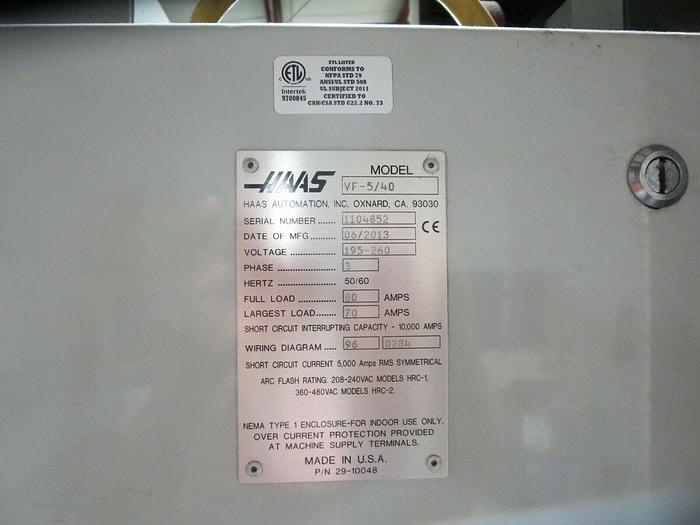 ETL LISTED
CONFORMS TO
NFPA STD 79
ANSI/UL STD 508
UL SUBJECT 2011
CERTIFIED TO
CAN/CSA STD C22.2 NO. 73
ETL
C US
Intertek
9700845
HAAS
MODEL
VF-5/40
HAAS AUTOMATION, INC, OXNARD, CA. 93030
SERIAL NUMBER ....... 1104852
DATE OF MFG ........... 06/2013
CE
VOLTAGE ................. 195-260
PHASE ..................... 3
HERTZ 50/60
FULL LOAD .............. 80 AMPS
LARGEST LOAD....... 70 AMPS
SHORT CIRCUIT INTERRUPTING CAPACITY - 10,000 AMPS
WIRING DIAGRAM ..... 96 0234
SHORT CIRCUIT CURRENT 5,000 Amps RMS SYMMETRICAL
ARC FLASH RATING: 208-240VAC MODELS HRC-1,
360-480VAC MODELS HRC-2.
NEMA TYPE 1 ENCLOSURE-FOR INDOOR USE ONLY.
OVER CURRENT PROTECTION PROVIDED
AT MACHINE SUPPLY TERMINALS.
MADE IN U.S.A.
P/N 29-10048